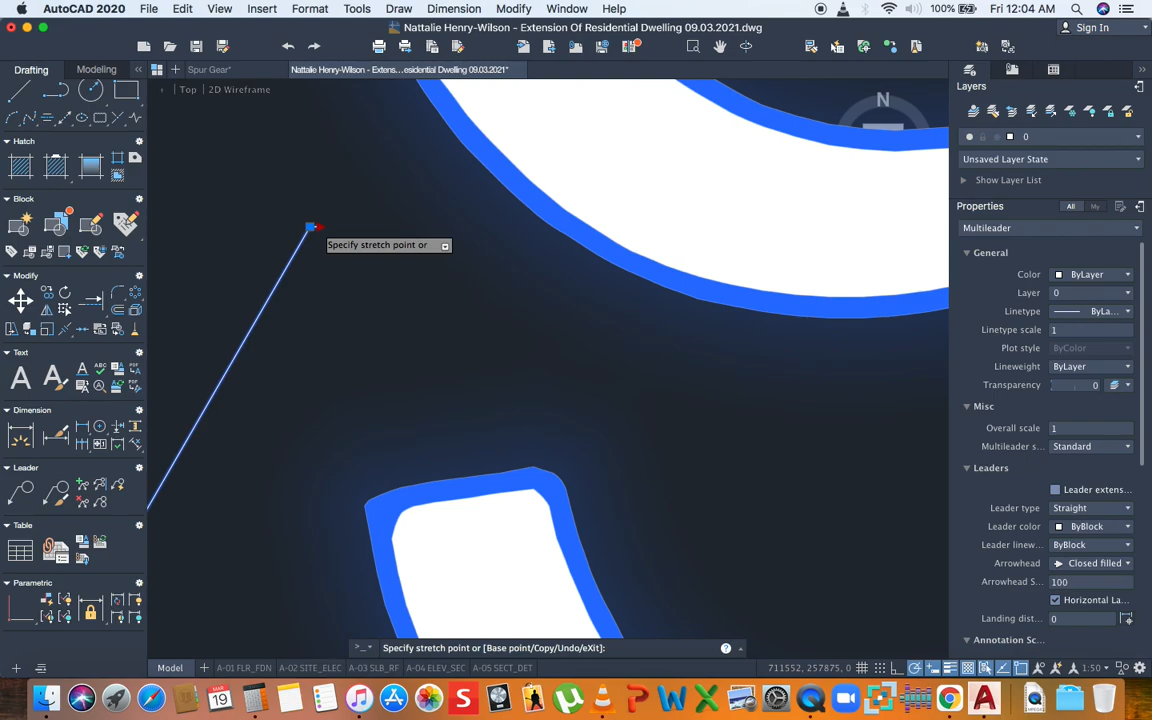 AutoCAD 2020 File Edit View Insert Format Tools Draw Dimension Modify Window Help 100% Fri 12:04 AM
Nattalie Henry-Wilson - Extension Of Residential Dwelling 09.03.2021.dwg
Sign In
Drafting Modeling Spur Gear* Nattalie Henry-Wilson - Extens...esidential Dwelling 09.03.2021*
Top 2D Wireframe
N
Layers
0
Unsaved Layer State
Show Layer List
Properties All My
Multileader
General
Color ByLayer
Layer 0
Linetype ByLa...
Linetype scale 1
Plot style ByColor
Lineweight ByLayer
Transparency 0
Misc
Overall scale 1
Multileader s... Standard
Leaders
Leader extens...
Leader type Straight
Leader color ByBlock
Leader linew... ByBlock
Arrowhead Closed filled
Arrowhead S... 100
Horizontal La...
Landing dist... 0
Annotation Sc...
Hatch
Block
Modify
Text
Dimension
Leader
Table
Parametric
Specify stretch point or
Specify stretch point or [Base point/Copy/Undo/eXit]:
Model A-01 FLR_FDN A-02 SITE_ELEC A-03 SLB_RF A-04 ELEV_SEC A-05 SECT_DET 711552, 257875, 0 1:50
MAR
19